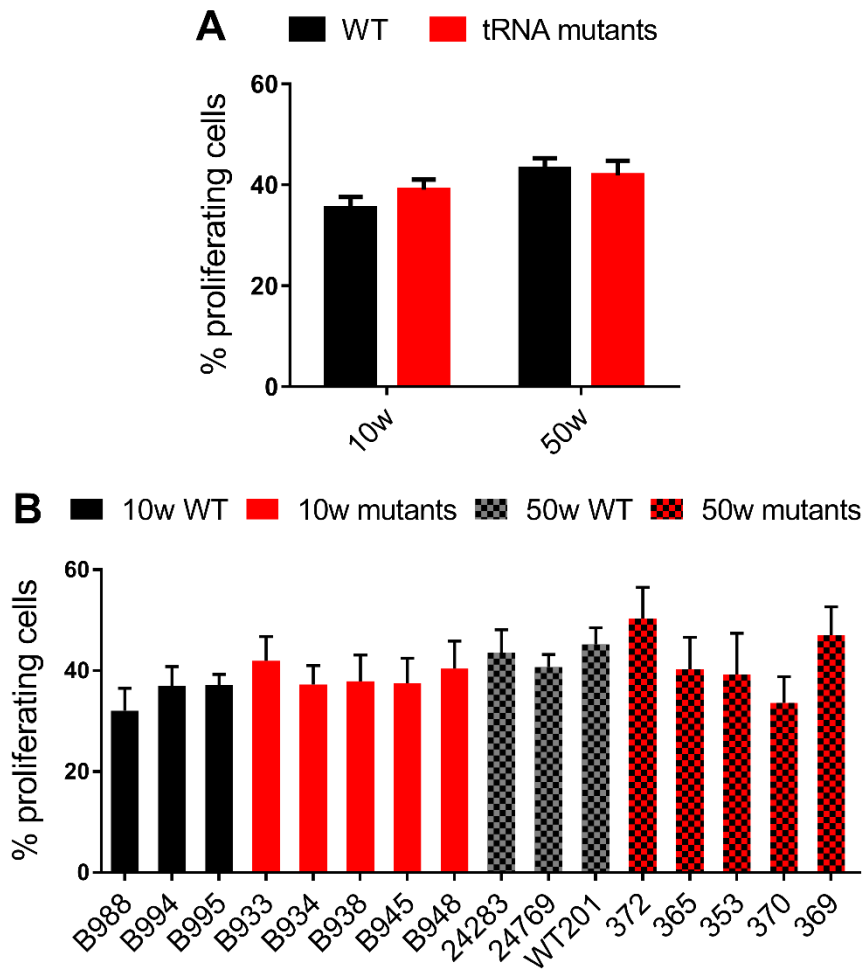 A WT tRNA mutants
% proliferating cells
60
40
20
0
10w 50w
B 10w WT 10w mutants 50w WT 50w mutants
% proliferating cells
60
40
20
0
B988 B994 B995 B933 B934 B938 B945 B948 24283 24769 WT201 372 365 353 370 369